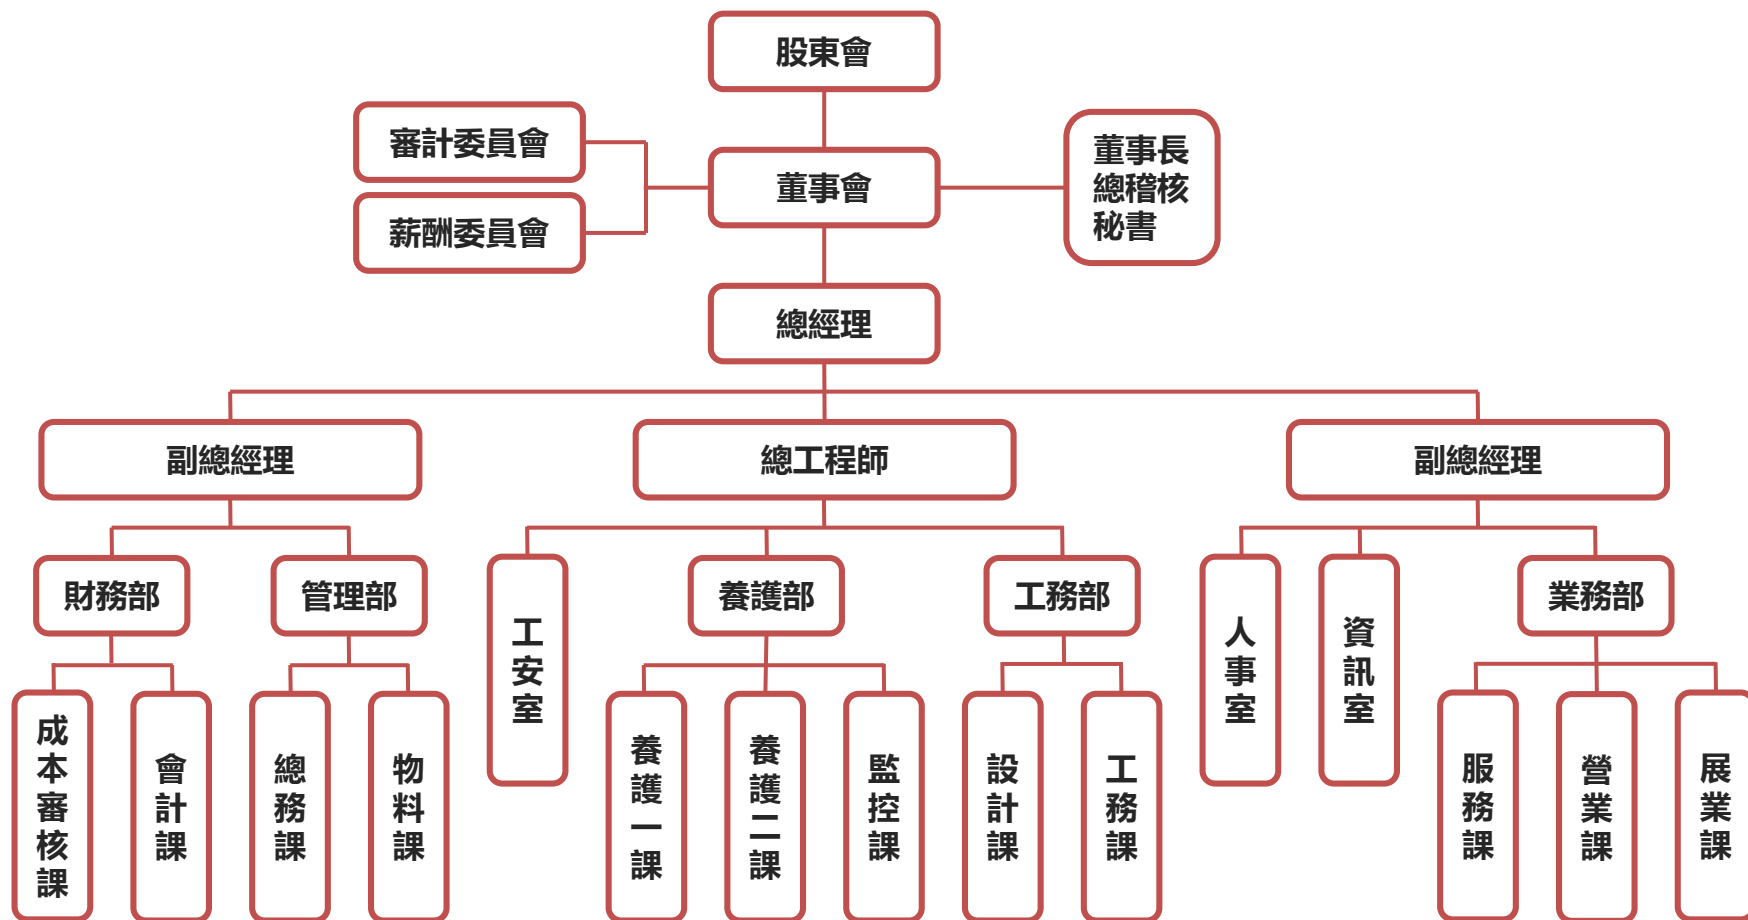 股東會
審計委員會
薪酬委員會
董事會
董事長
總稽核
秘書
總經理
副總經理
總工程師
副總經理
財務部
管理部
工安室
養護部
工務部
人事室
資訊室
業務部
成本審核課
會計課
總務課
物料課
養護一課
養護二課
監控課
設計課
工務課
服務課
營業課
展業課